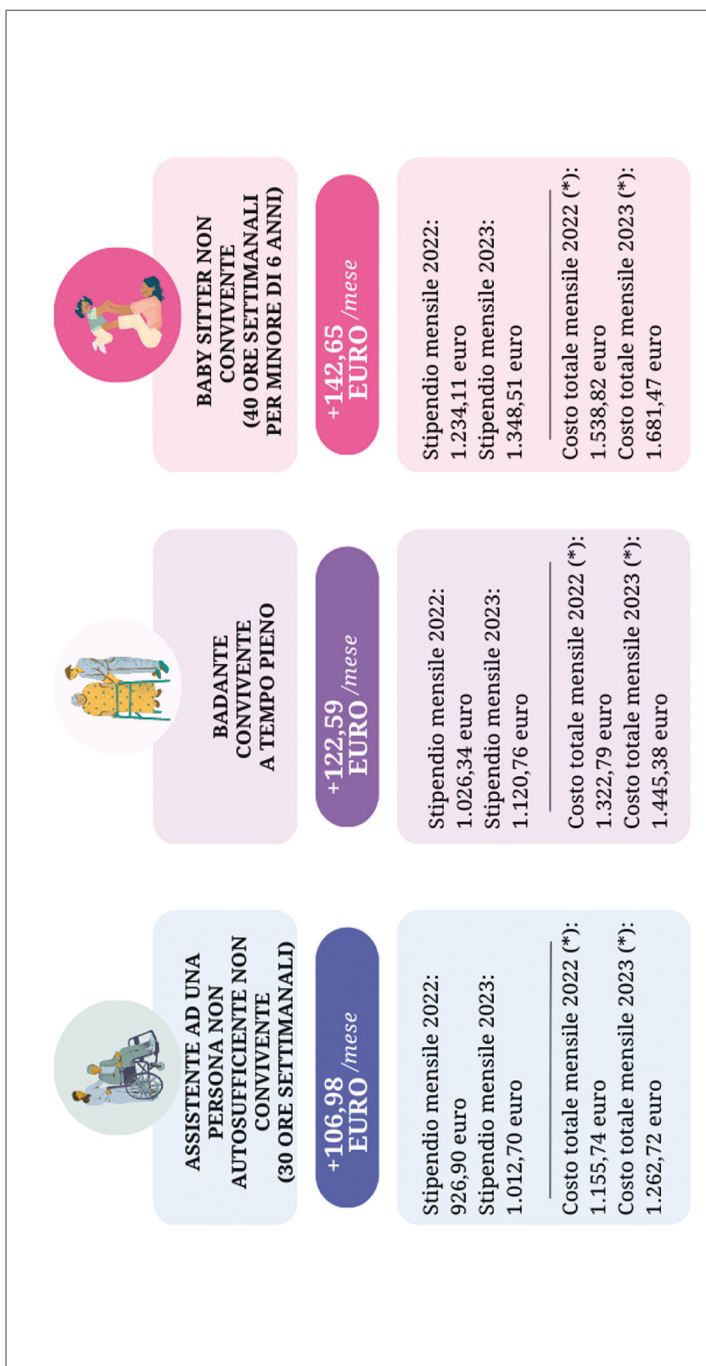 ASSISTENTE AD UNA
PERSONA NON
AUTOSUFFICIENTE NON
CONVIVENTE
(30 ORE SETTIMANALI)
+106,98
EURO /mese
Stipendio mensile 2022:
926,90 euro
Stipendio mensile 2023:
1.012,70 euro
Costo totale mensile 2022 (*):
1.155,74 euro
Costo totale mensile 2023 (*):
1.262,72 euro
BADANTE
CONVIVENTE
A TEMPO PIENO
+122,59
EURO /mese
Stipendio mensile 2022:
1.026,34 euro
Stipendio mensile 2023:
1.120,76 euro
Costo totale mensile 2022 (*):
1.322,79 euro
Costo totale mensile 2023 (*):
1.445,38 euro
BABY SITTER NON
CONVIVENTE
(40 ORE SETTIMANALI
PER MINORE DI 6 ANNI)
+142,65
EURO /mese
Stipendio mensile 2022:
1.234,11 euro
Stipendio mensile 2023:
1.348,51 euro
Costo totale mensile 2022 (*):
1.538,82 euro
Costo totale mensile 2023 (*):
1.681,47 euro